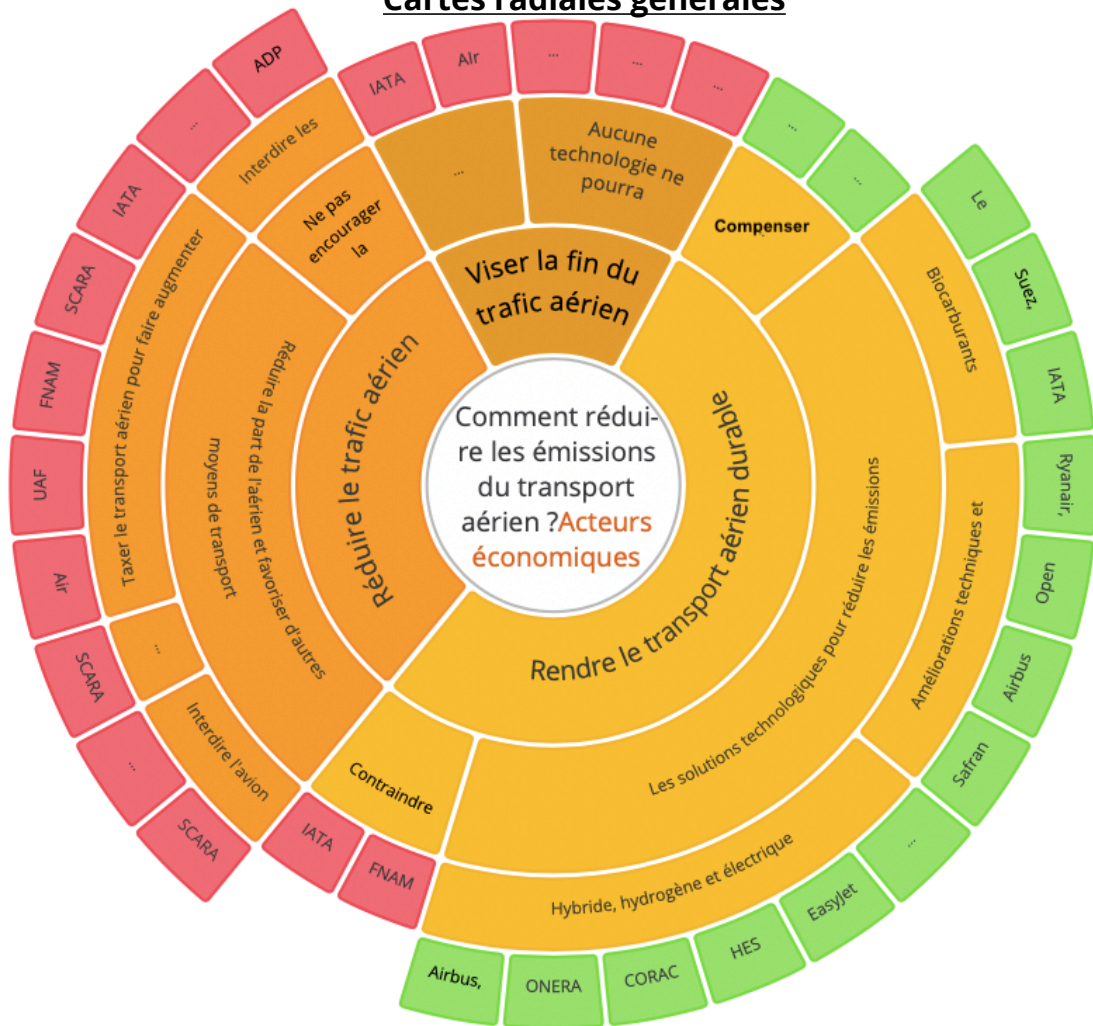 Cartes radiales générales
Comment rédui-
re les émissions
du transport
aérien ?Acteurs
économiques
Viser la fin du
trafic aérien
...
Aucune
technologie ne
pourra
IATA
AIr
...
...
...
Rendre le transport aérien durable
Compenser
...
...
Les solutions technologiques pour réduire les émissions
Biocarburants
Le
Suez,
IATA
Améliorations techniques et
Ryanair,
Open
Airbus
Safran
Hybride, hydrogène et électrique
...
EasyJet
HES
CORAC
ONERA
Airbus,
Contraindre
FNAM
IATA
Réduire le trafic aérien
Réduire la part de l'aérien et favoriser d'autres
moyens de transport
Interdire l'avion
SCARA
...
...
SCARA
Taxer le transport aérien pour faire augmenter
Air
UAF
FNAM
SCARA
IATA
Ne pas
encourager
la
Interdire les
...
ADP